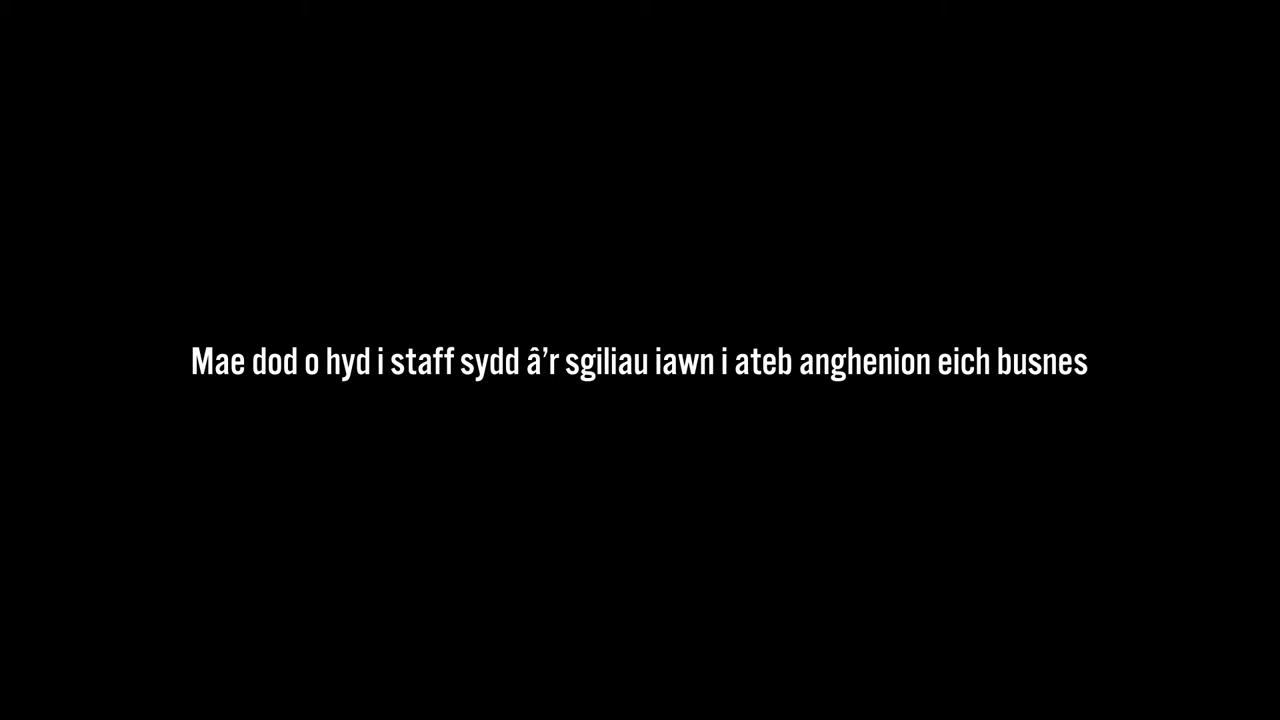 Mae dod o hyd i staff sydd â’r sgiliau iawn i ateb anghenion eich busnes